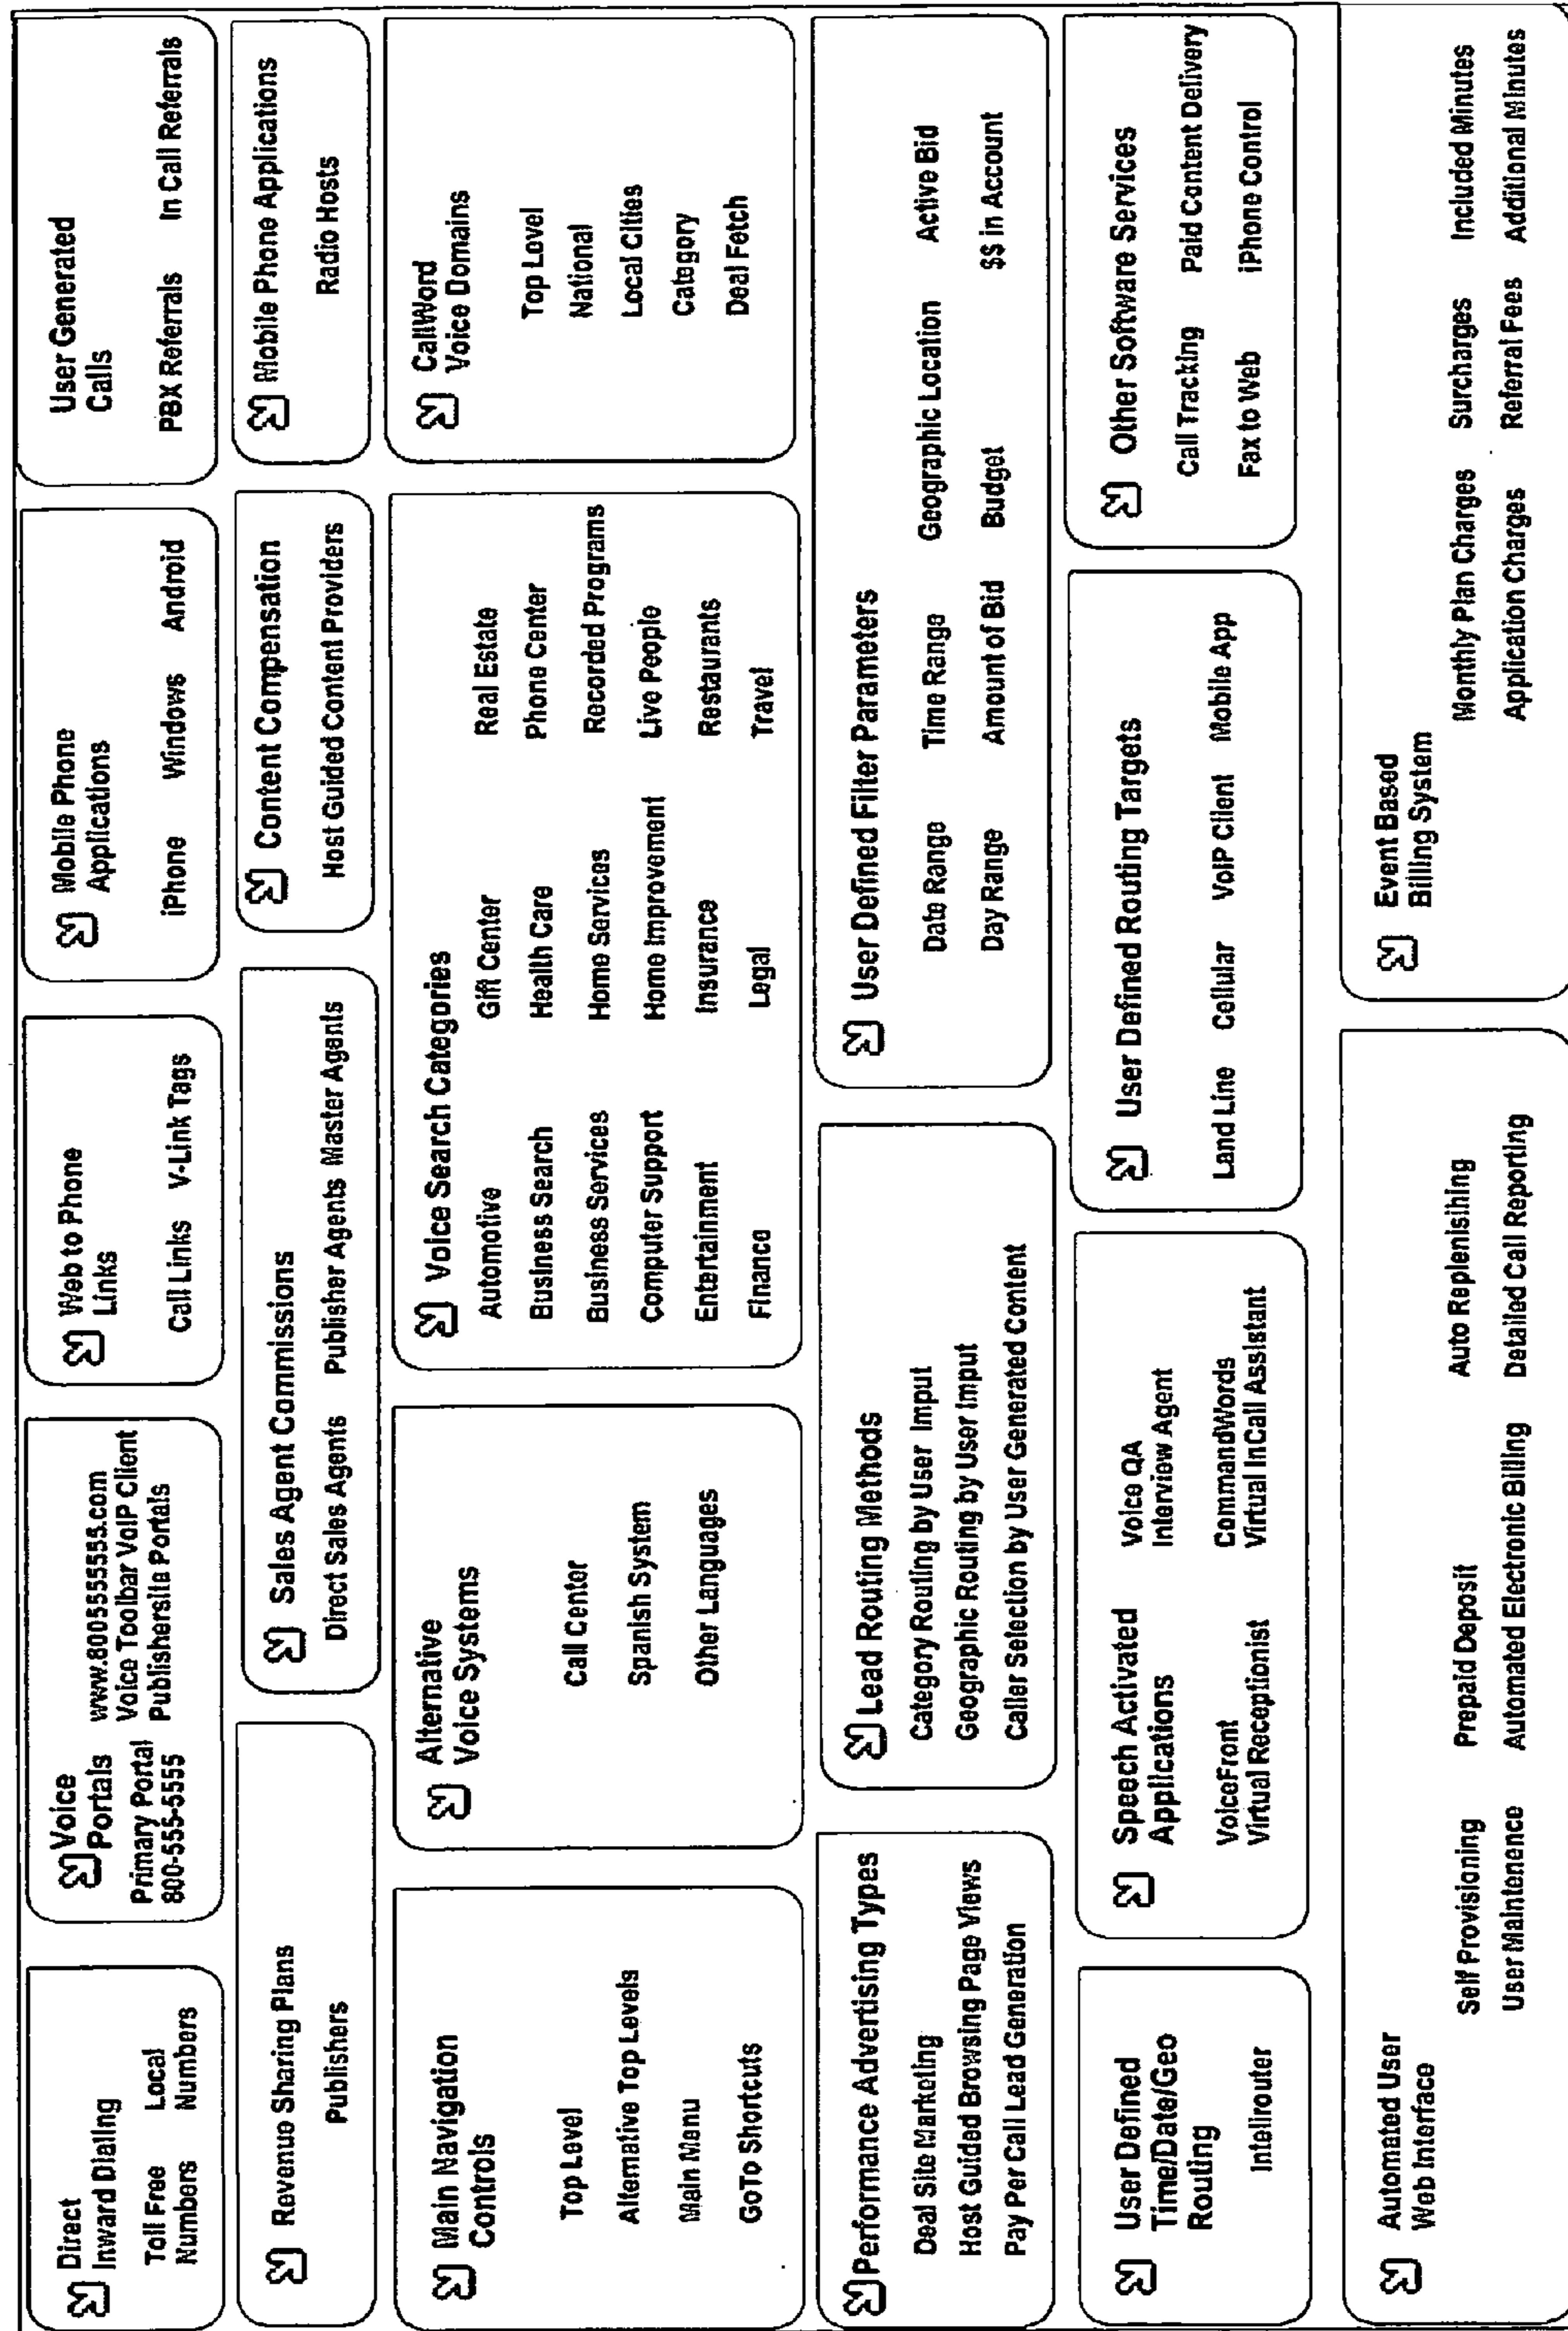 Direct
Inward Dialing
Toll Free Local
Numbers Numbers
Voice
Portals
Primary Portal
800-555-5555
www.8005555555.com
Voice Toolbar VoIP Client
Publishersite Portals
Web to Phone
Links
Call Links V-Link Tags
Mobile Phone
Applications
iPhone Windows Android
User Generated
Calls
PBX Referrals In Call Referrals
Revenue Sharing Plans
Publishers
Sales Agent Commissions
Direct Sales Agents Publisher Agents Master Agents
Content Compensation
Host Guided Content Providers
Mobile Phone Applications
Radio Hosts
Main Navigation
Controls
Top Level
Alternative Top Levels
Main Menu
GoTo Shortcuts
Alternative
Voice Systems
Call Center
Spanish System
Other Languages
Voice Search Categories
Automotive Gift Center Real Estate
Business Search Health Care Phone Center
Business Services Home Services Recorded Programs
Computer Support Home Improvement Live People
Entertainment Insurance Restaurants
Finance Legal Travel
CallWord
Voice Domains
Top Level
National
Local Cities
Category
Deal Fetch
Performance Advertising Types
Deal Site Marketing
Host Guided Browsing Page Views
Pay Per Call Lead Generation
Lead Routing Methods
Category Routing by User Input
Geographic Routing by User Imput
Caller Selection by User Generated Content
User Defined Filter Parameters
Date Range Time Range Geographic Location Active Bid
Day Range Amount of Bid Budget $$ in Account
User Defined
Time/Date/Geo
Routing
Intelirouter
Speech Activated
Applications
VoiceFront
Virtual Receptionist
Voice QA
Interview Agent
CommandWords
Virtual InCall Assistant
User Defined Routing Targets
Land Line Cellular VoIP Client Mobile App
Other Software Services
Call Tracking Paid Content Delivery
Fax to Web iPhone Control
Automated User
Web Interface
Self Provisioning Prepaid Deposit Auto Replenisihing
User Maintenence Automated Electronic Billing Detailed Call Reporting
Event Based
Billing System
Monthly Plan Charges Surcharges Included Minutes
Application Charges Referral Fees Additional Minutes